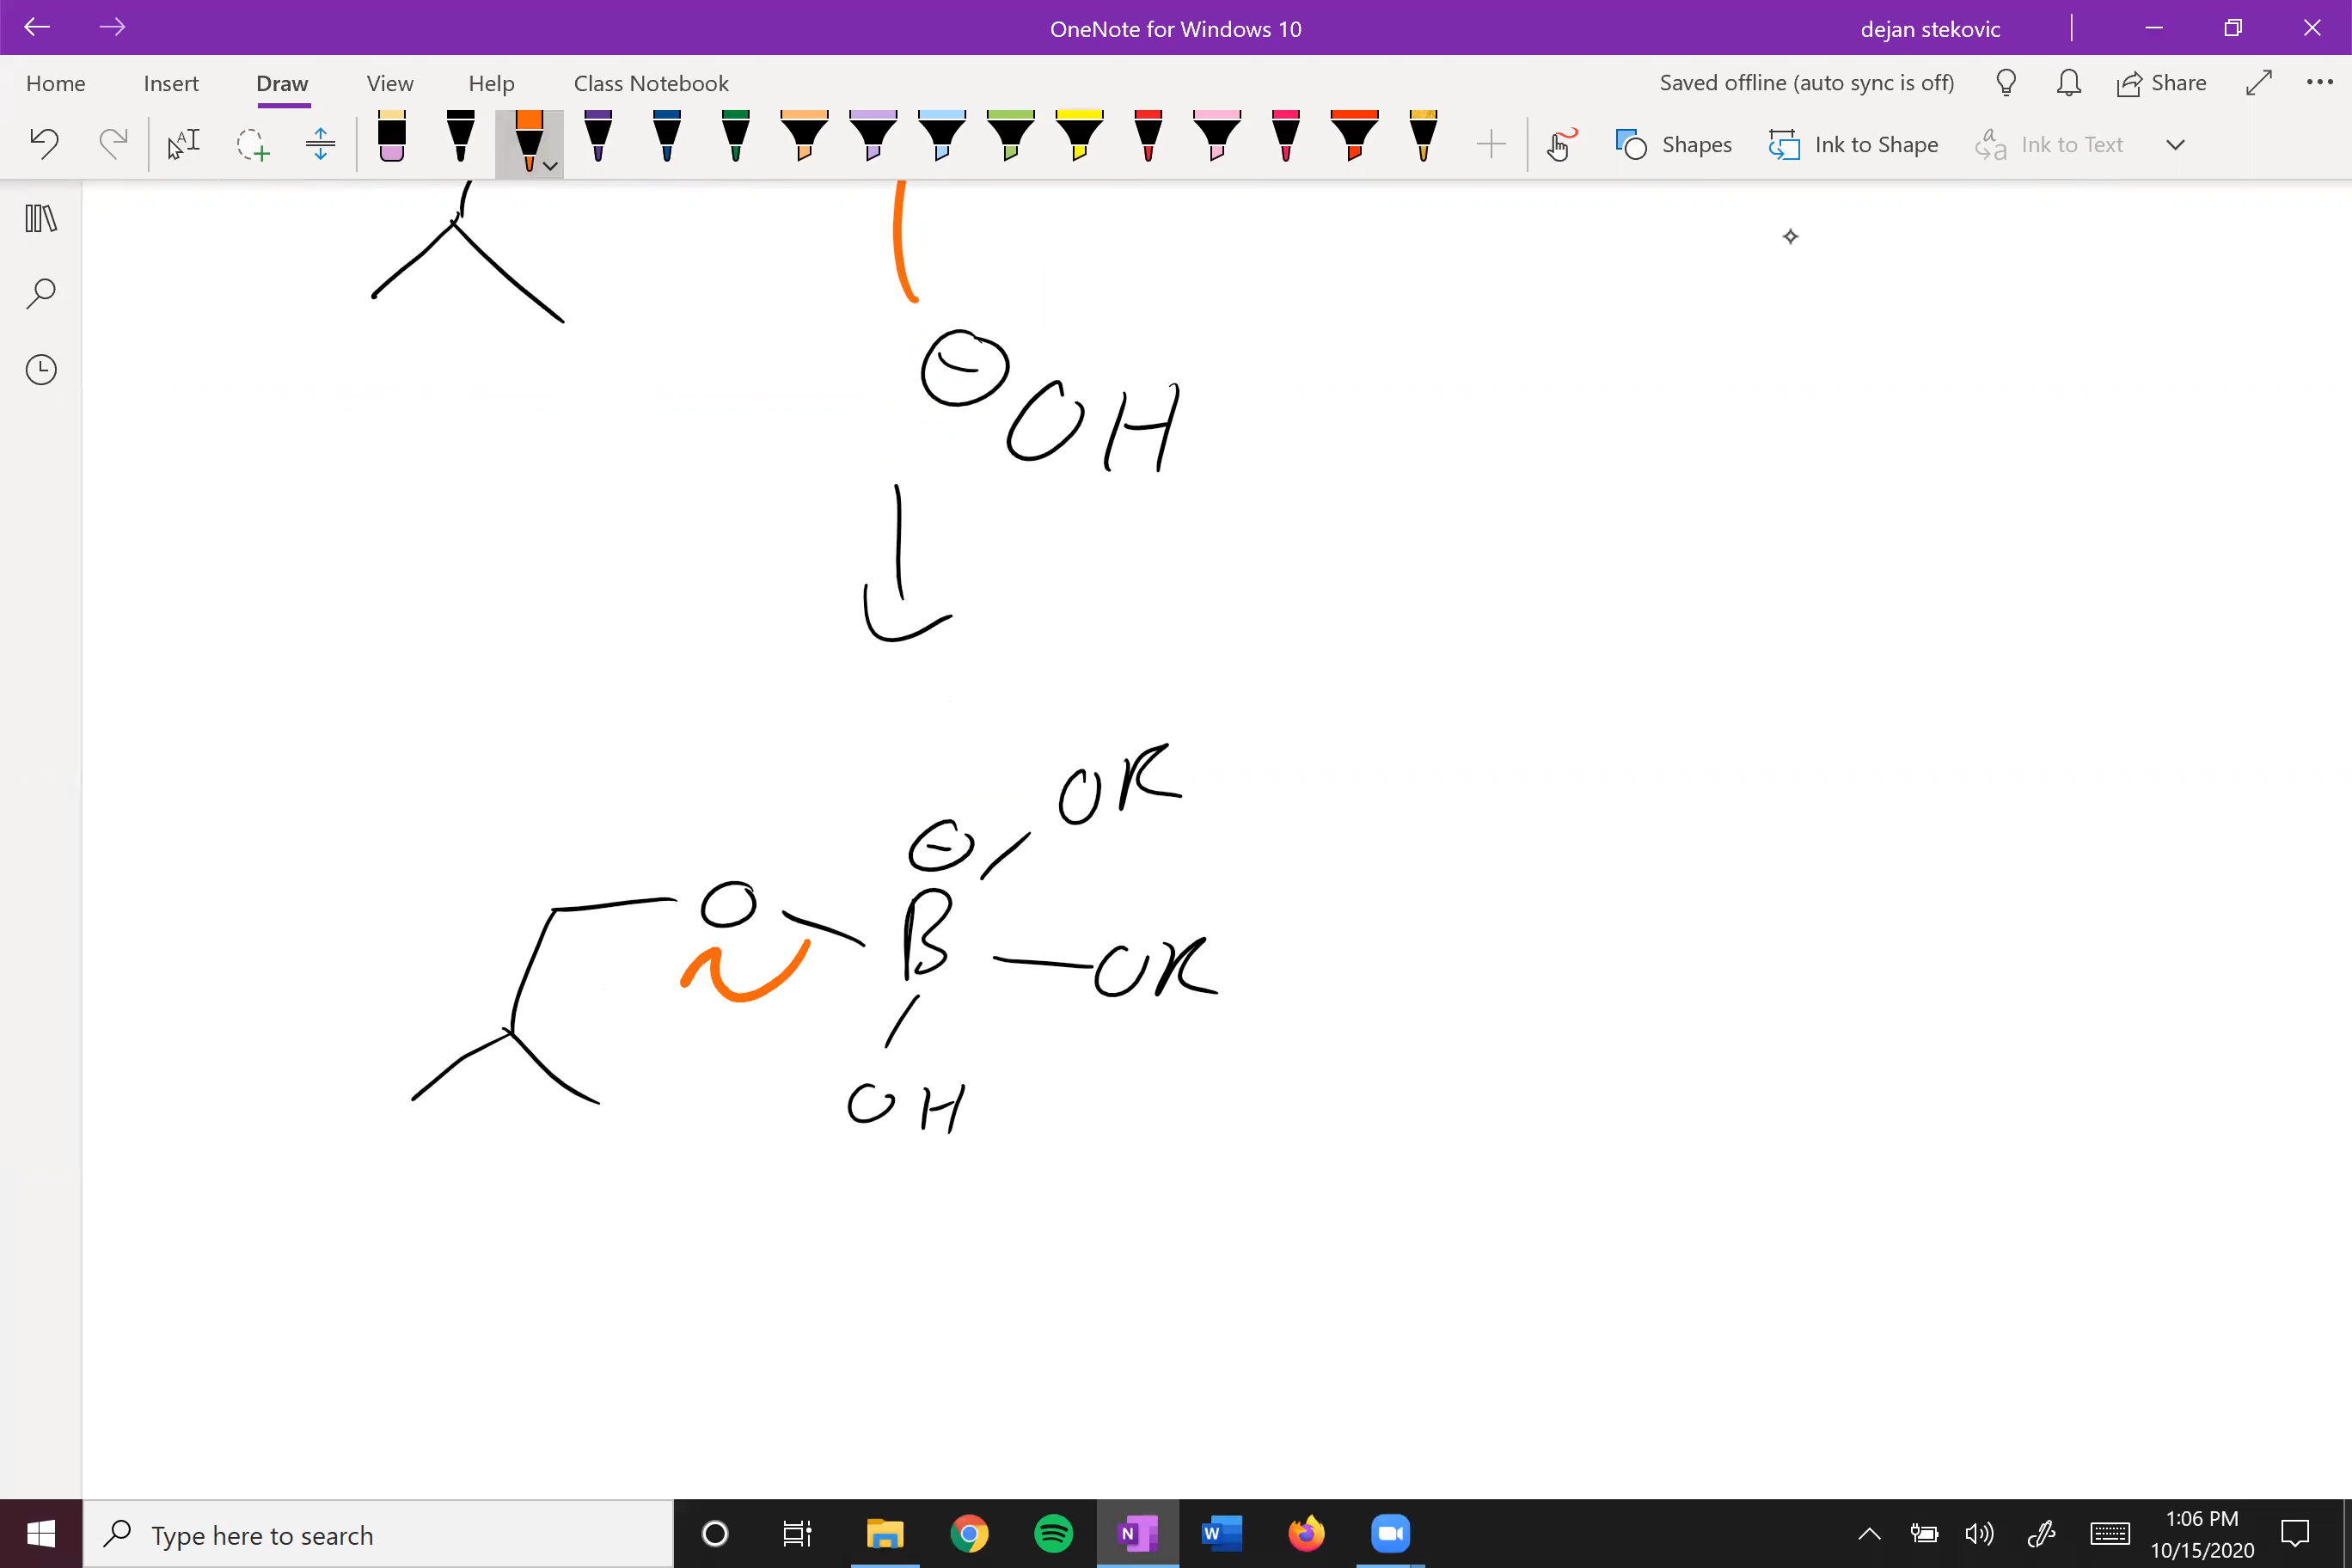 OneNote for Windows 10
dejan stekovic
Home Insert Draw View Help Class Notebook
Saved offline (auto sync is off) Share
Shapes Ink to Shape Ink to Text
⊖OH
OR
⊖
O B OR
OH
Type here to search
1:06 PM
10/15/2020